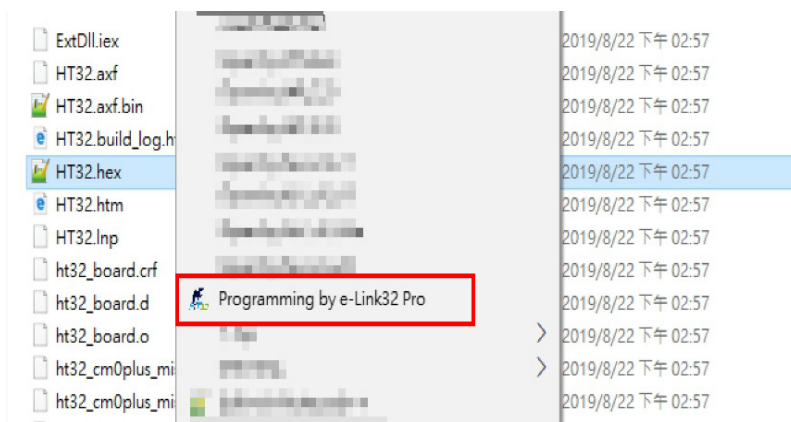 ExtDll.iex 2019/8/22 下午 02:57
HT32.axf 2019/8/22 下午 02:57
HT32.axf.bin 2019/8/22 下午 02:57
HT32.build_log.h 2019/8/22 下午 02:57
HT32.hex 2019/8/22 下午 02:57
HT32.htm 2019/8/22 下午 02:57
HT32.lnp 2019/8/22 下午 02:57
ht32_board.crf 2019/8/22 下午 02:57
Programming by e-Link32 Pro
ht32_board.d 2019/8/22 下午 02:57
ht32_board.o 2019/8/22 下午 02:57
ht32_cm0plus_mi 2019/8/22 下午 02:57
ht32_cm0plus_mi 2019/8/22 下午 02:57